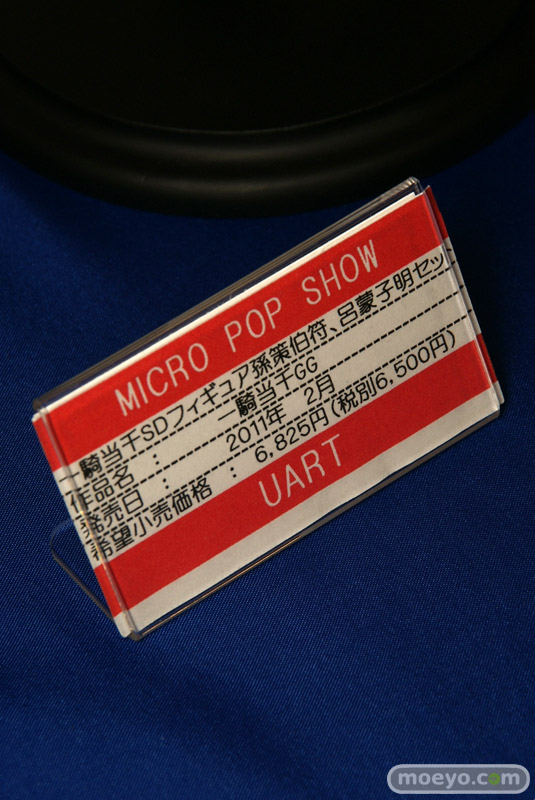 MICRO POP SHOW
一騎当千SDフィギュア孫策伯符、呂蒙子明セッ
作品名 : 一騎当千GG
発売日 : 2011年 2月
希望小売価格 : 6,825円(税別6,500円)
UART
moeyo.com